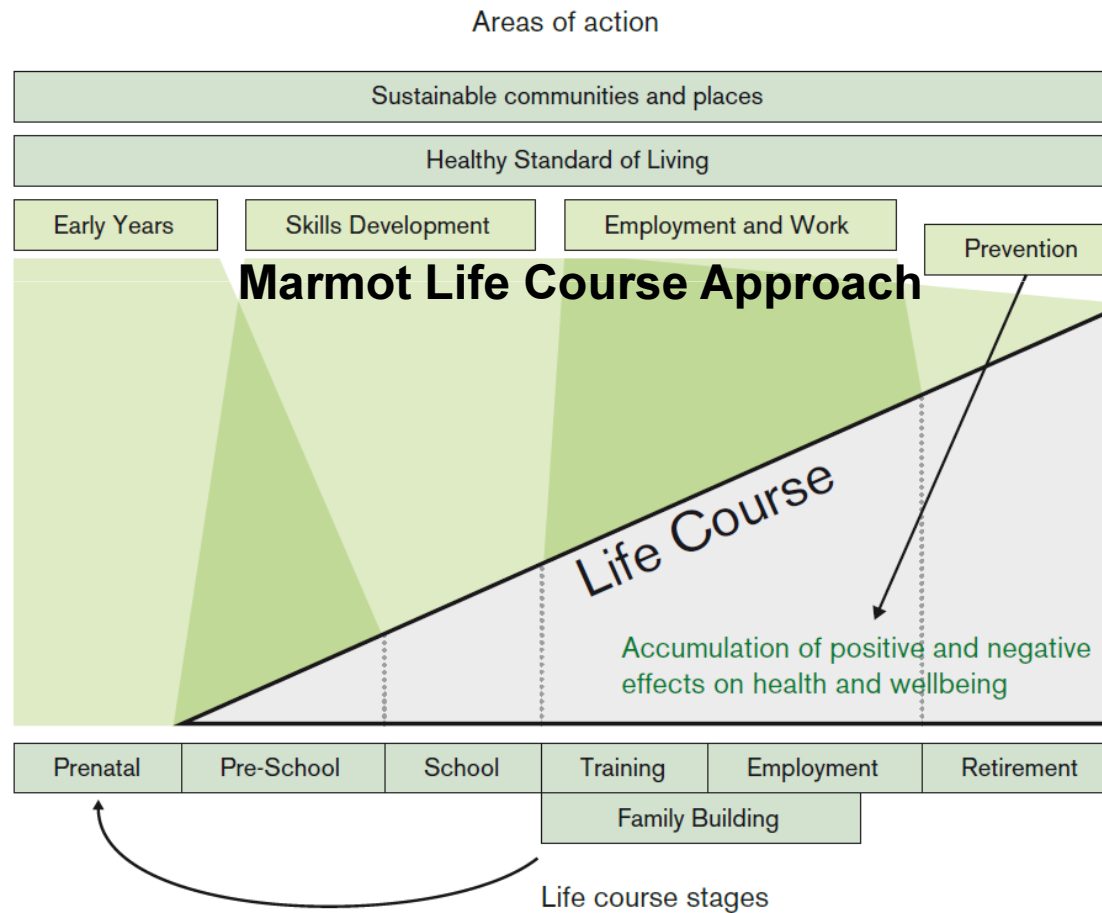 Areas of action
Sustainable communities and places
Healthy Standard of Living
Early Years
Skills Development
Employment and Work
Prevention
Marmot Life Course Approach
Life Course
Accumulation of positive and negative
effects on health and wellbeing
Prenatal
Pre-School
School
Training
Employment
Retirement
Family Building
Life course stages